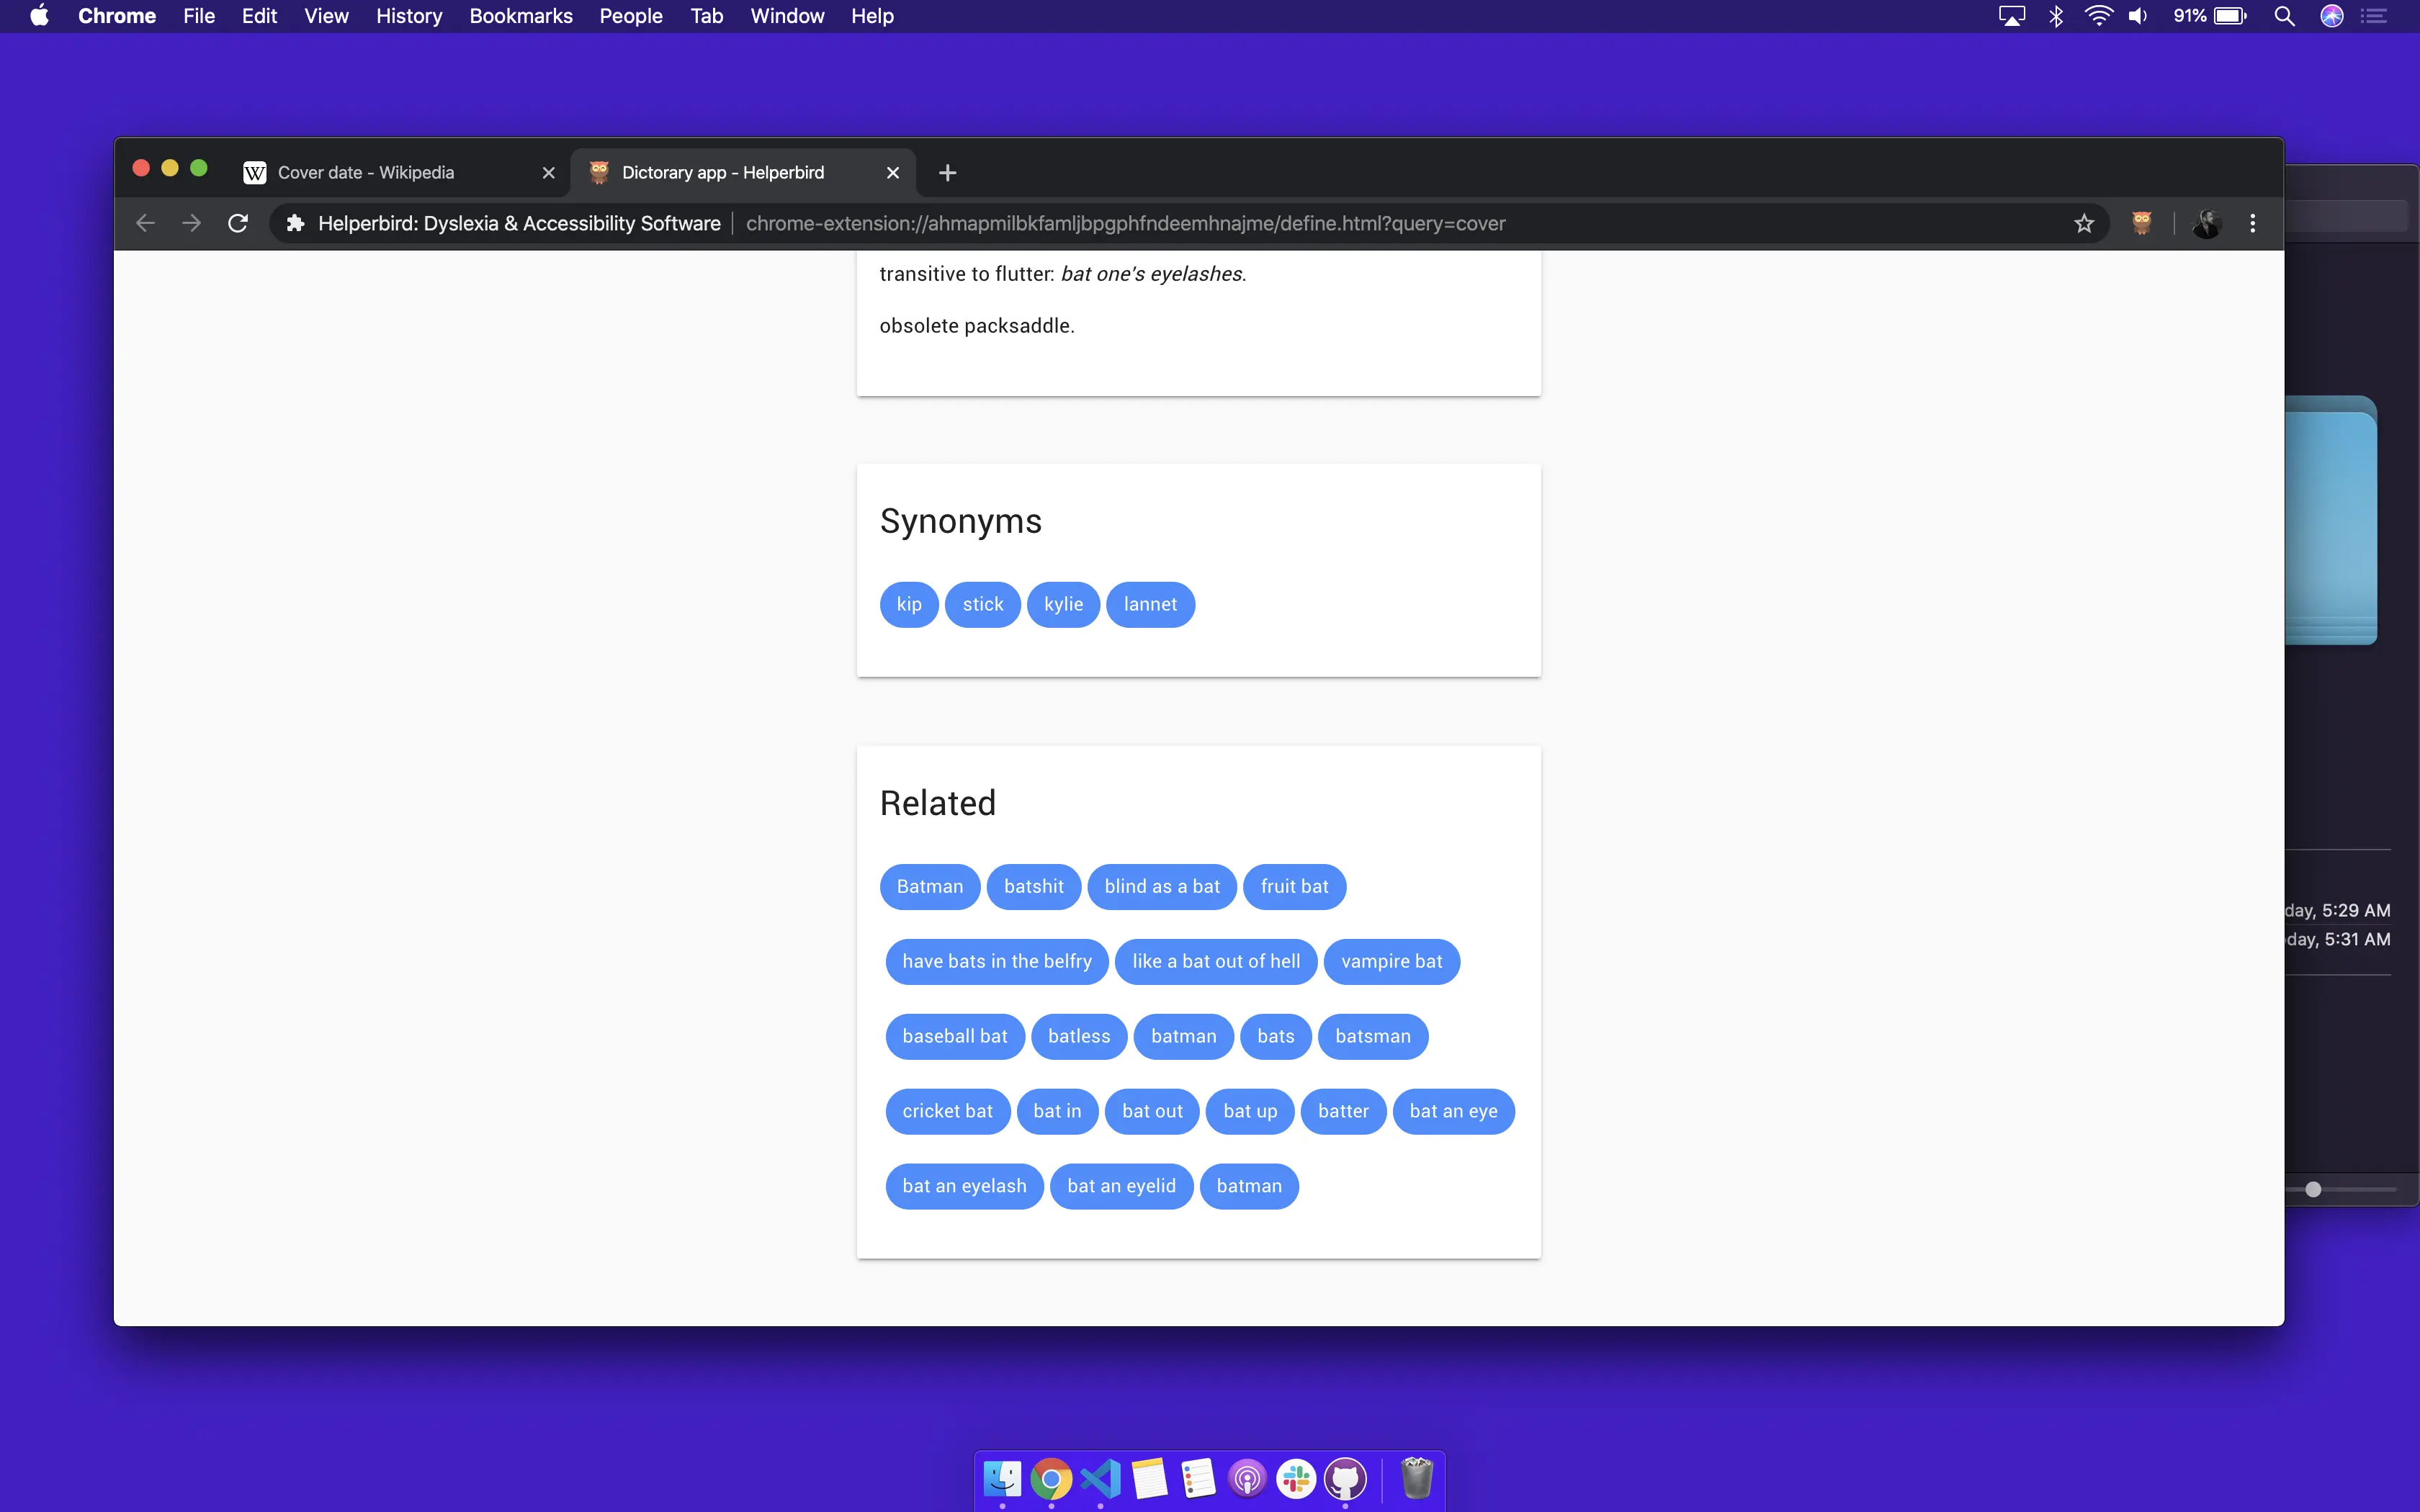 Chrome File Edit View History Bookmarks People Tab Window Help 91%
W Cover date - Wikipedia Dictorary app - Helperbird
Helperbird: Dyslexia & Accessibility Software chrome-extension://ahmapmilbkfamljbpgphfndeemhnajme/define.html?query=cover
transitive to flutter: bat one's eyelashes.
obsolete packsaddle.
Synonyms
kip stick kylie lannet
Related
Batman batshit blind as a bat fruit bat
day, 5:29 AM
day, 5:31 AM
have bats in the belfry like a bat out of hell vampire bat
baseball bat batless batman bats batsman
cricket bat bat in bat out bat up batter bat an eye
bat an eyelash bat an eyelid batman